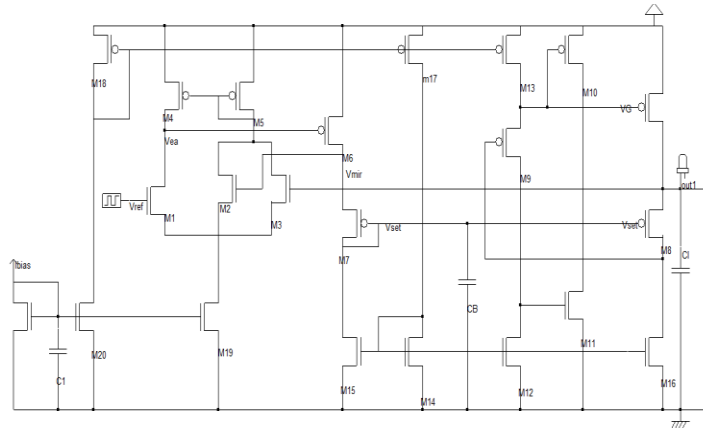 M18
m17
M13
M10
M4
M5
VG
Vea
M6
M9
Vmir
out1
Vref
M1
M2
M3
Vset
Vset
M7
M8
Ibias
CB
Cl
M20
M19
C1
M11
M15
M14
M12
M16